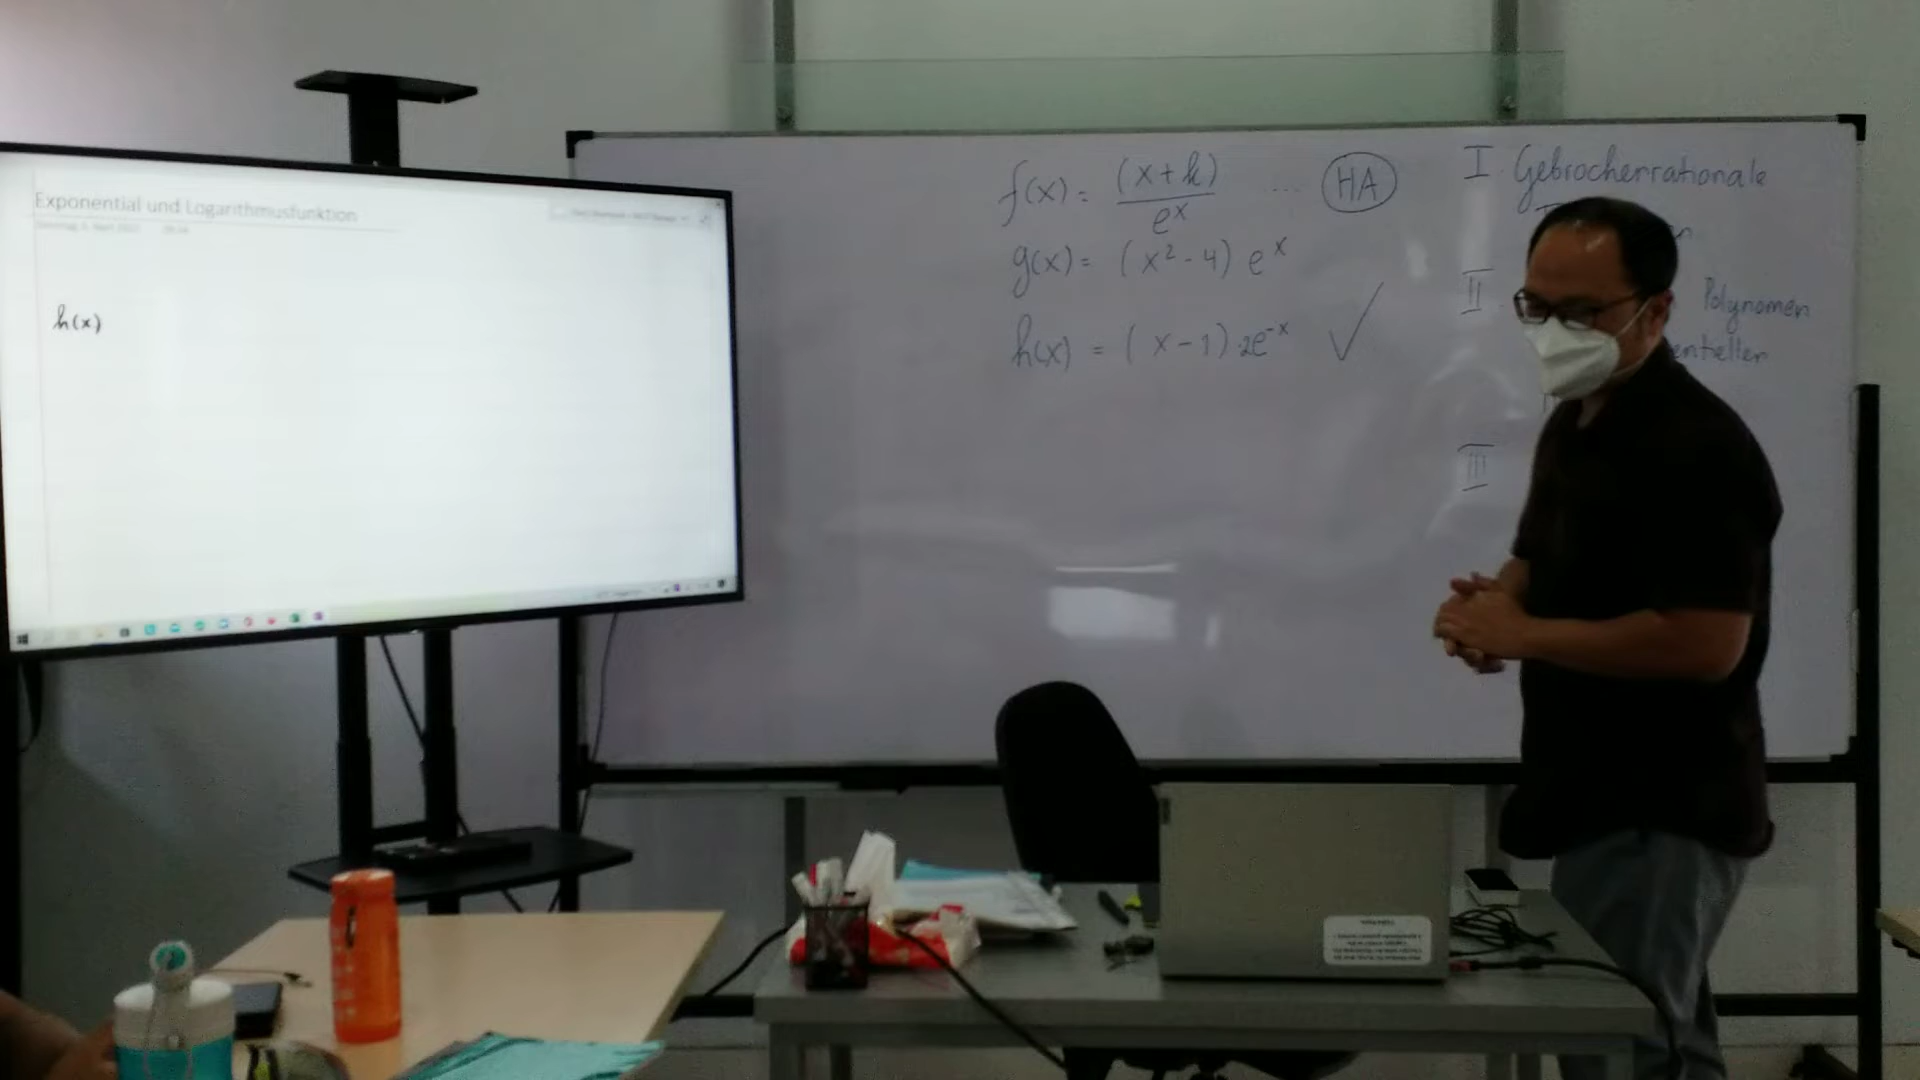 Exponential und Logarithmusfunktion
h(x)
f(x) = (x+k) / e^x .... HA
g(x) = (x² - 4) e^x
h(x) = (x - 1) · 2e^-x ✓
I. Gebrochenrationale
II. Polynomen
entiellen
III